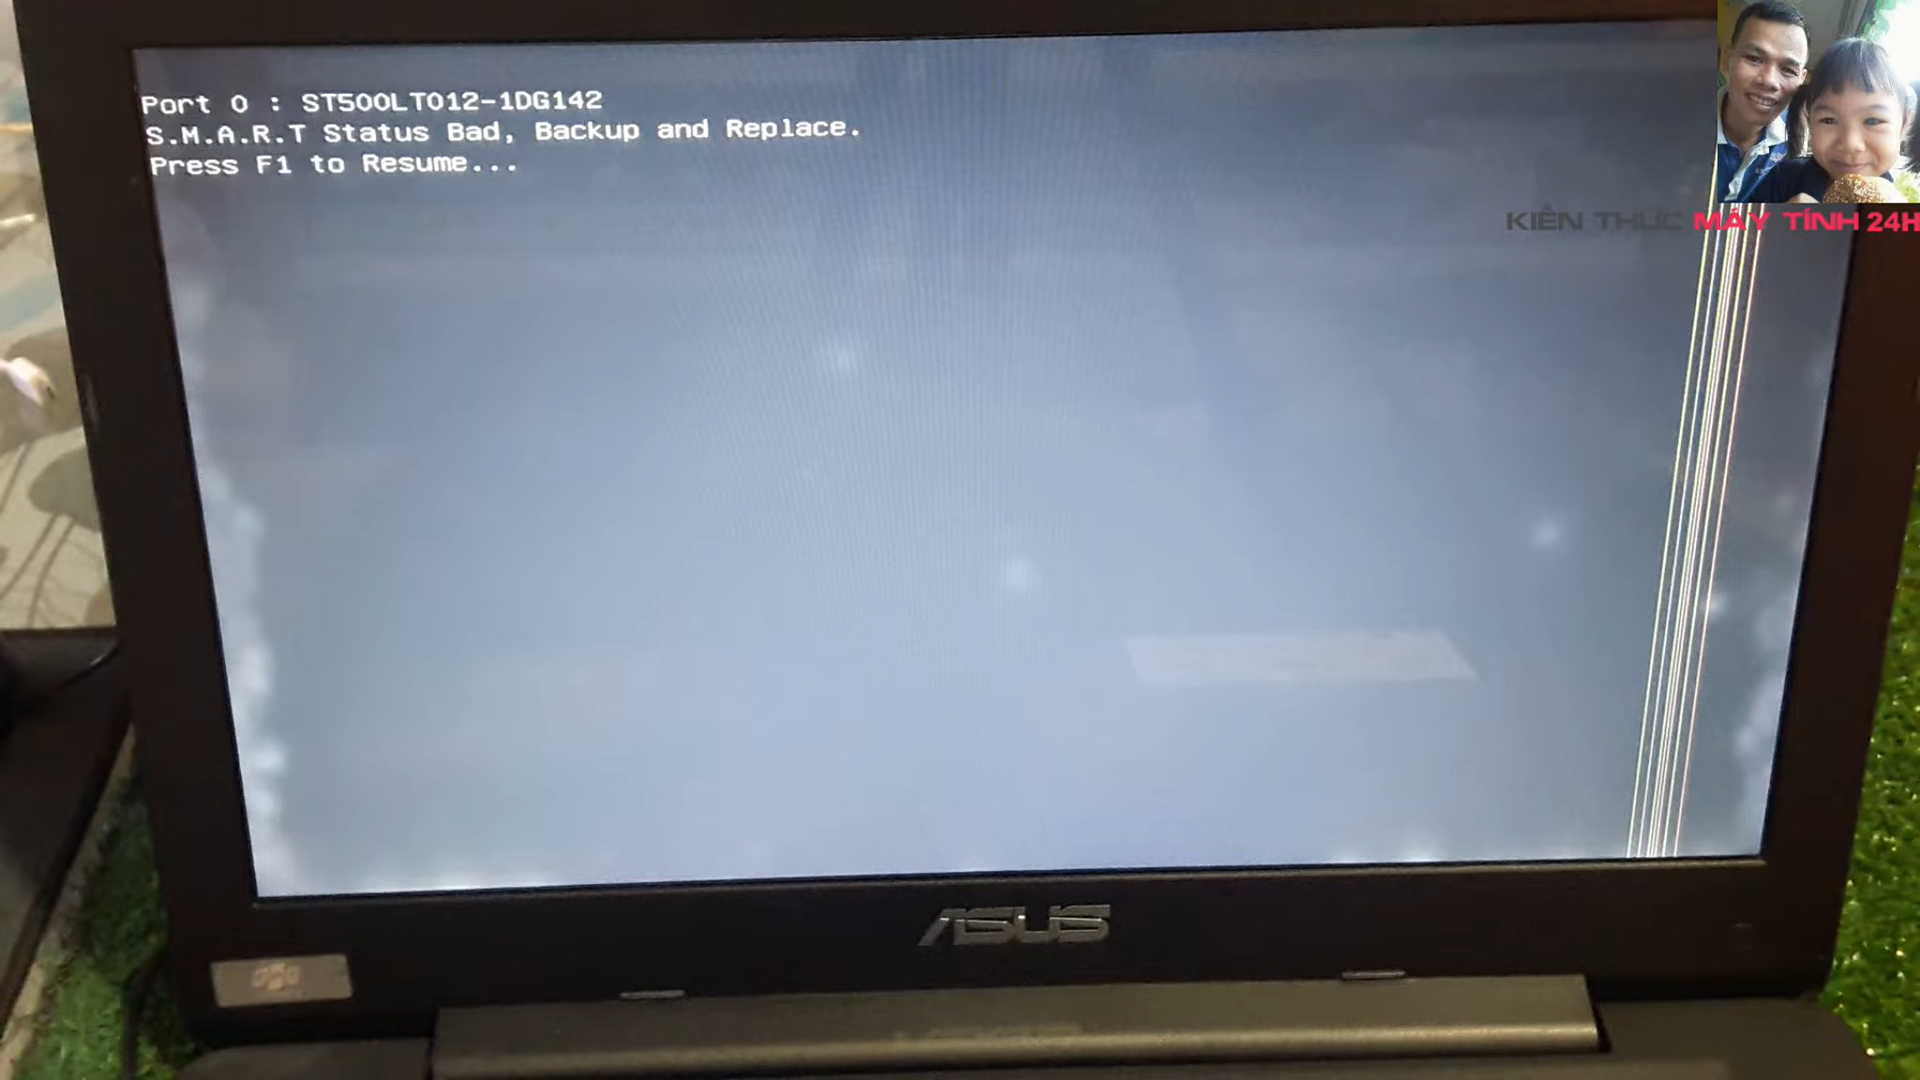 Port 0 : ST500LT012-1DG142
S.M.A.R.T Status Bad, Backup and Replace.
Press F1 to Resume...
KIẾN THỨC MÁY TÍNH 24H
ASUS